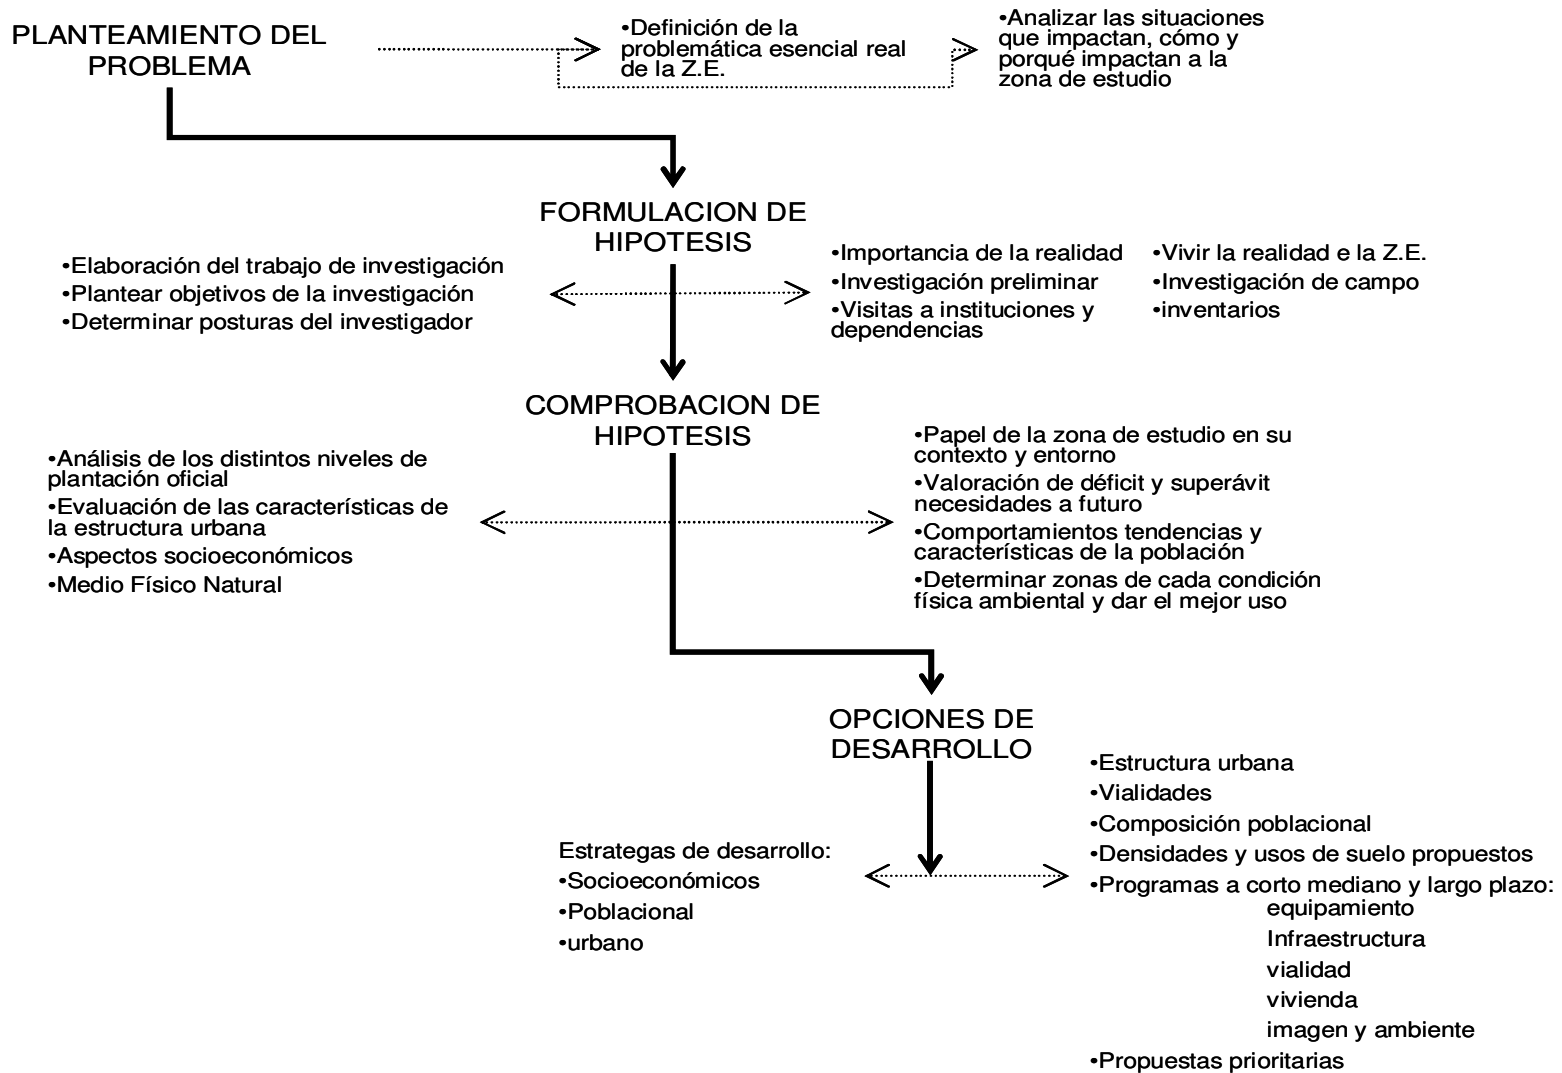 PLANTEAMIENTO DEL
PROBLEMA
•Definición de la
problemática esencial real
de la Z.E.
•Analizar las situaciones
que impactan, cómo y
porqué impactan a la
zona de estudio
FORMULACION DE
HIPOTESIS
•Elaboración del trabajo de investigación
•Plantear objetivos de la investigación
•Determinar posturas del investigador
•Importancia de la realidad
•Investigación preliminar
•Visitas a instituciones y
dependencias
•Vivir la realidad e la Z.E.
•Investigación de campo
•inventarios
COMPROBACION DE
HIPOTESIS
•Análisis de los distintos niveles de
plantación oficial
•Evaluación de las características de
la estructura urbana
•Aspectos socioeconómicos
•Medio Físico Natural
•Papel de la zona de estudio en su
contexto y entorno
•Valoración de déficit y superávit
necesidades a futuro
•Comportamientos tendencias y
características de la población
•Determinar zonas de cada condición
física ambiental y dar el mejor uso
OPCIONES DE
DESARROLLO
Estrategas de desarrollo:
•Socioeconómicos
•Poblacional
•urbano
•Estructura urbana
•Vialidades
•Composición poblacional
•Densidades y usos de suelo propuestos
•Programas a corto mediano y largo plazo:
equipamiento
Infraestructura
vialidad
vivienda
imagen y ambiente
•Propuestas prioritarias